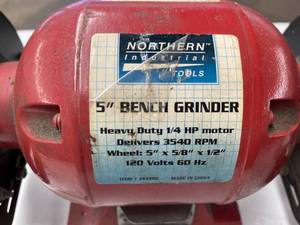 NORTHERN™
Industrial
TOOLS
5" BENCH GRINDER
Heavy Duty 1/4 HP motor
Delivers 3540 RPM
Wheel: 5" x 5/8" x 1/2"
120 Volts 60 Hz
MADE IN CHINA